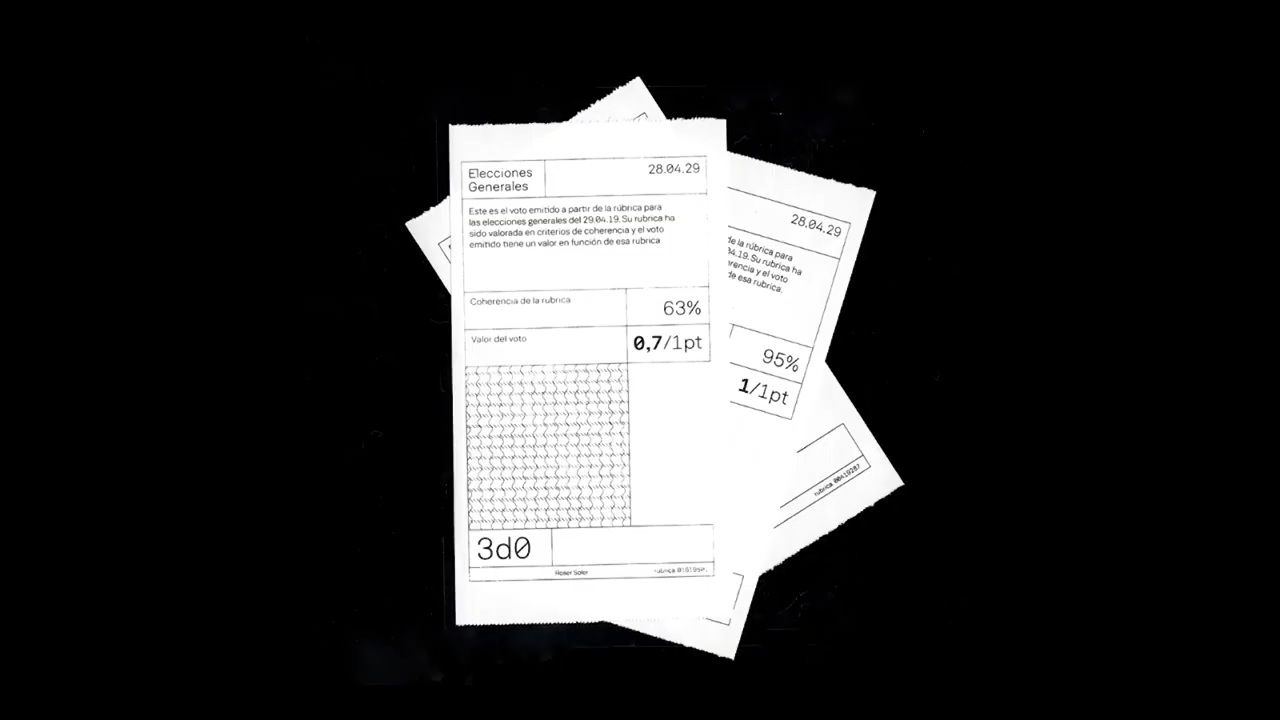 Elecciones
Generales
28.04.29
Este es el voto emitido a partir de la rúbrica para
las elecciones generales del 29.04.19. Su rubrica ha
sido valorada en criterios de coherencia y el voto
emitido tiene un valor en función de esa rubrica
Coherencia de la rubrica
63%
Valor del voto
0,7/1pt
3d0
Roser Soler
rubrica
28.04.29
de la rúbrica para
04.19. Su rubrica ha
erencia y el voto
de esa rubrica.
95%
1/1pt
rubrica 00419287